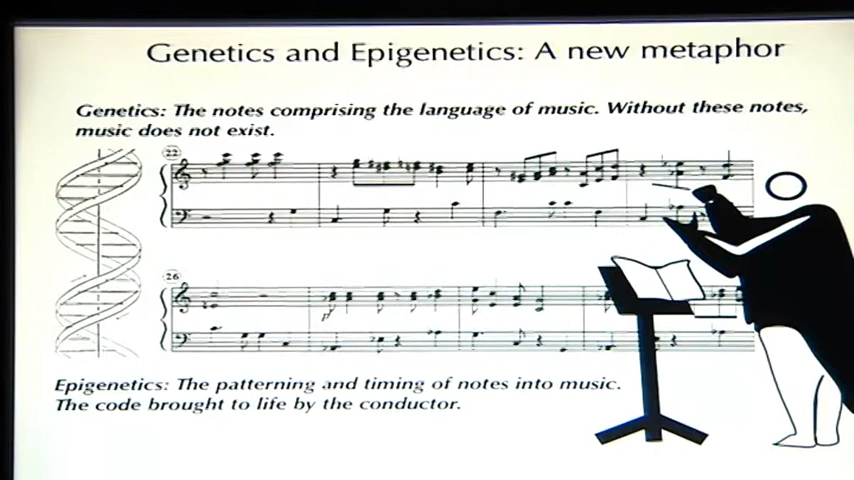 Genetics and Epigenetics: A new metaphor
Genetics: The notes comprising the language of music. Without these notes,
music does not exist.
22
26
p
Epigenetics: The patterning and timing of notes into music.
The code brought to life by the conductor.